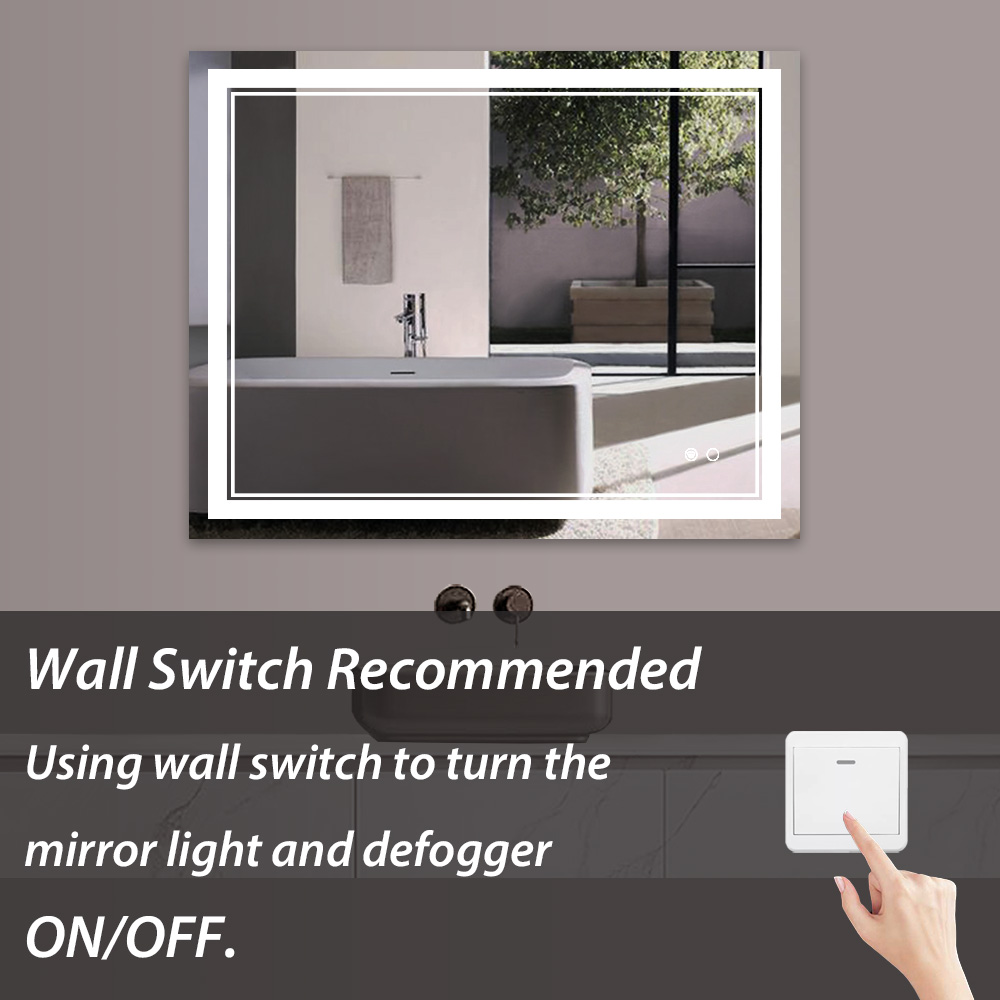 Wall Switch Recommended
Using wall switch to turn the
mirror light and defogger
ON/OFF.